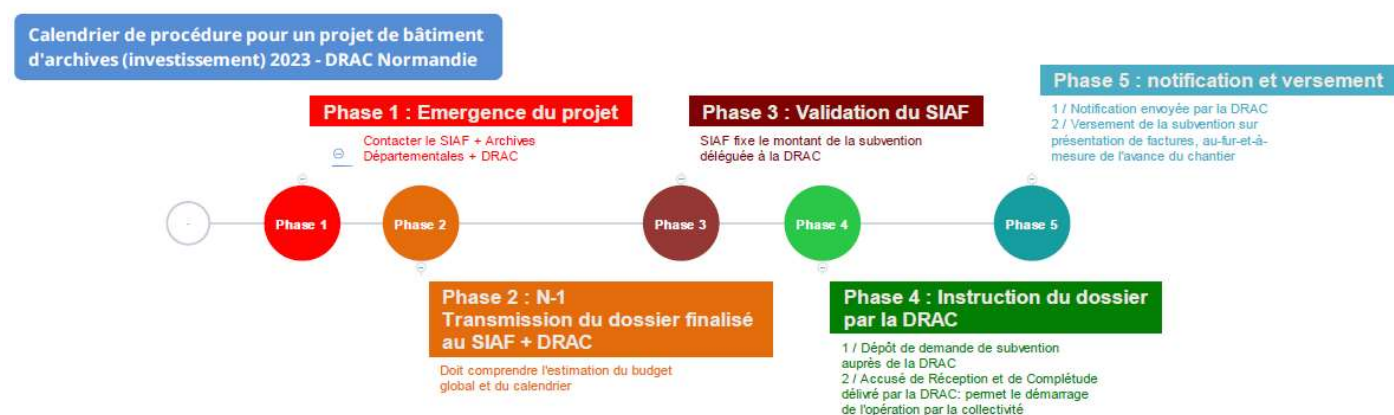 Calendrier de procédure pour un projet de bâtiment
d'archives (investissement) 2023 - DRAC Normandie
Phase 1 : Emergence du projet
Contacter le SIAF + Archives
Départementales + DRAC
Phase 3 : Validation du SIAF
SIAF fixe le montant de la subvention
déléguée à la DRAC
Phase 5 : notification et versement
1 / Notification envoyée par la DRAC
2 / Versement de la subvention sur
présentation de factures, au-fur-et-à-
mesure de l'avance du chantier
Phase 1
Phase 2
Phase 3
Phase 4
Phase 5
Phase 2 : N-1
Transmission du dossier finalisé
au SIAF + DRAC
Doit comprendre l'estimation du budget
global et du calendrier
Phase 4 : Instruction du dossier
par la DRAC
1 / Dépôt de demande de subvention
auprès de la DRAC
2 / Accusé de Réception et de Complétude
délivré par la DRAC: permet le démarrage
de l'opération par la collectivité